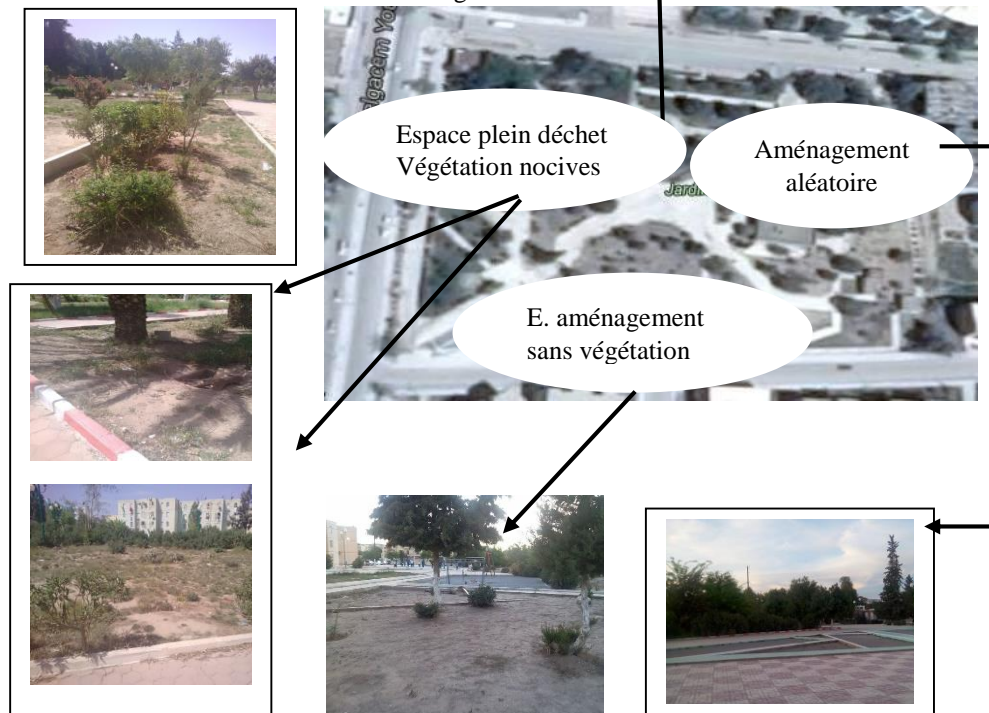 Espace plein déchet
Végétation nocives
Aménagement
aléatoire
E. aménagement
sans végétation